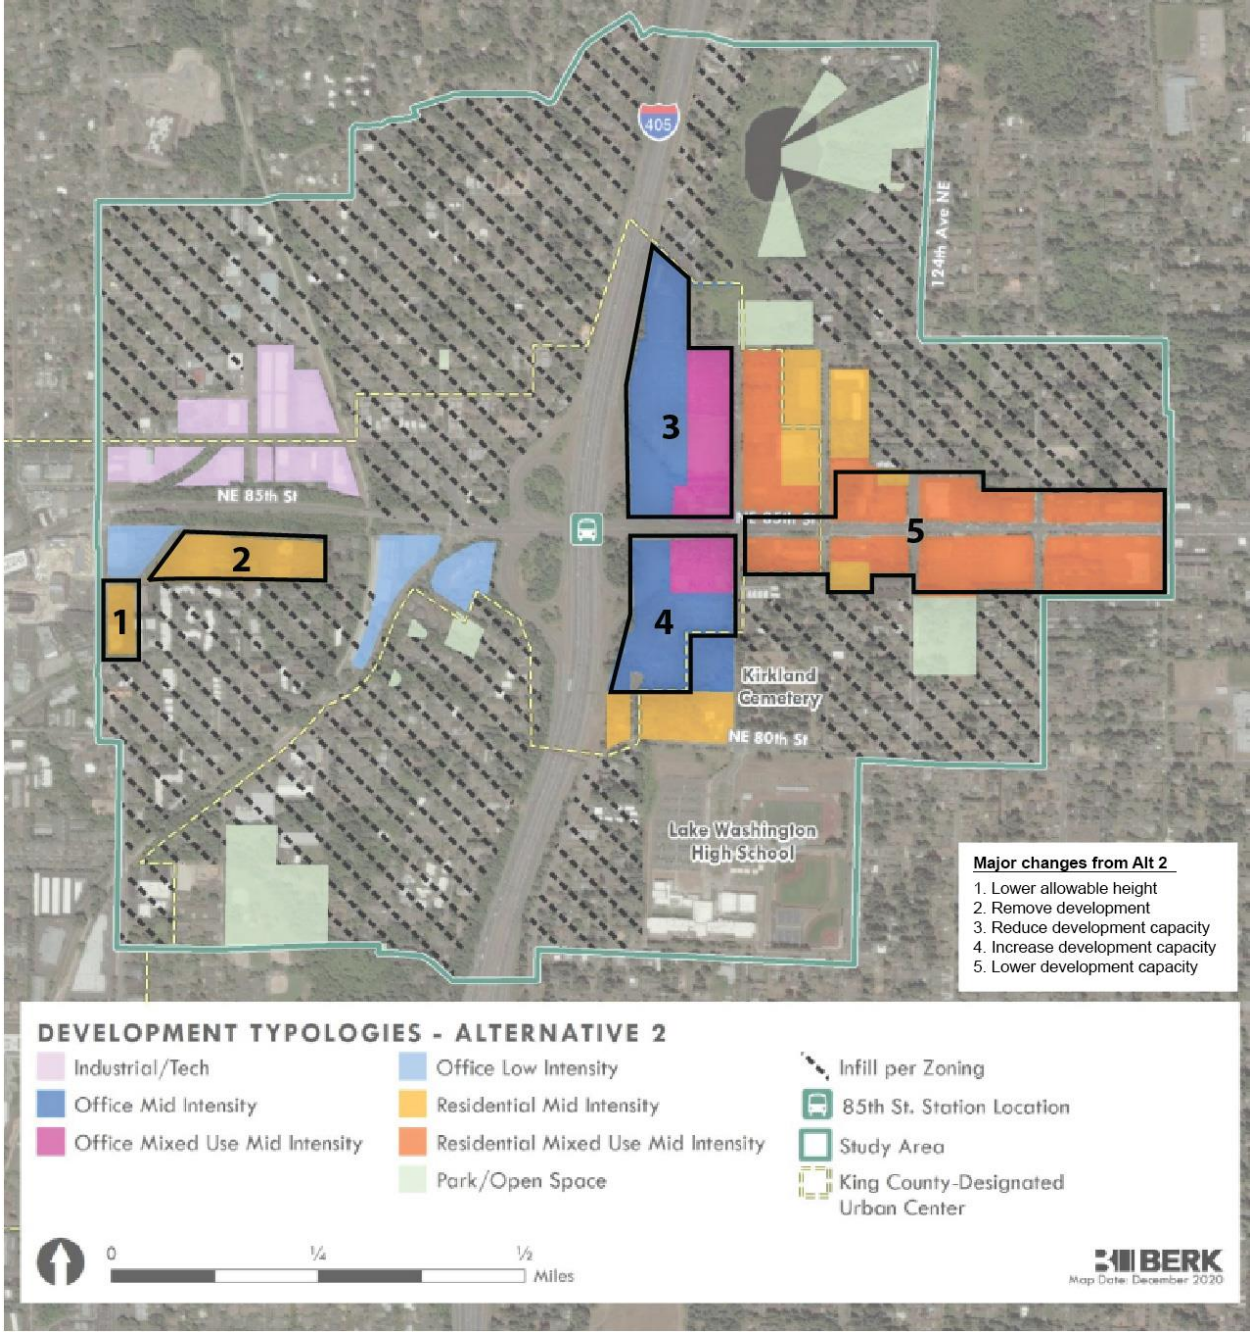 405
124th Ave NE
3
NE 85th St
NE 85th St
5
2
1
4
Kirkland
Cemetery
NE 80th St
Lake Washington
High School
Major changes from Alt 2
1. Lower allowable height
2. Remove development
3. Reduce development capacity
4. Increase development capacity
5. Lower development capacity
DEVELOPMENT TYPOLOGIES - ALTERNATIVE 2
Industrial/Tech
Office Mid Intensity
Office Mixed Use Mid Intensity
Office Low Intensity
Residential Mid Intensity
Residential Mixed Use Mid Intensity
Park/Open Space
Infill per Zoning
85th St. Station Location
Study Area
King County-Designated
Urban Center
0 ¼ ½
Miles
BERK
Map Date: December 2020